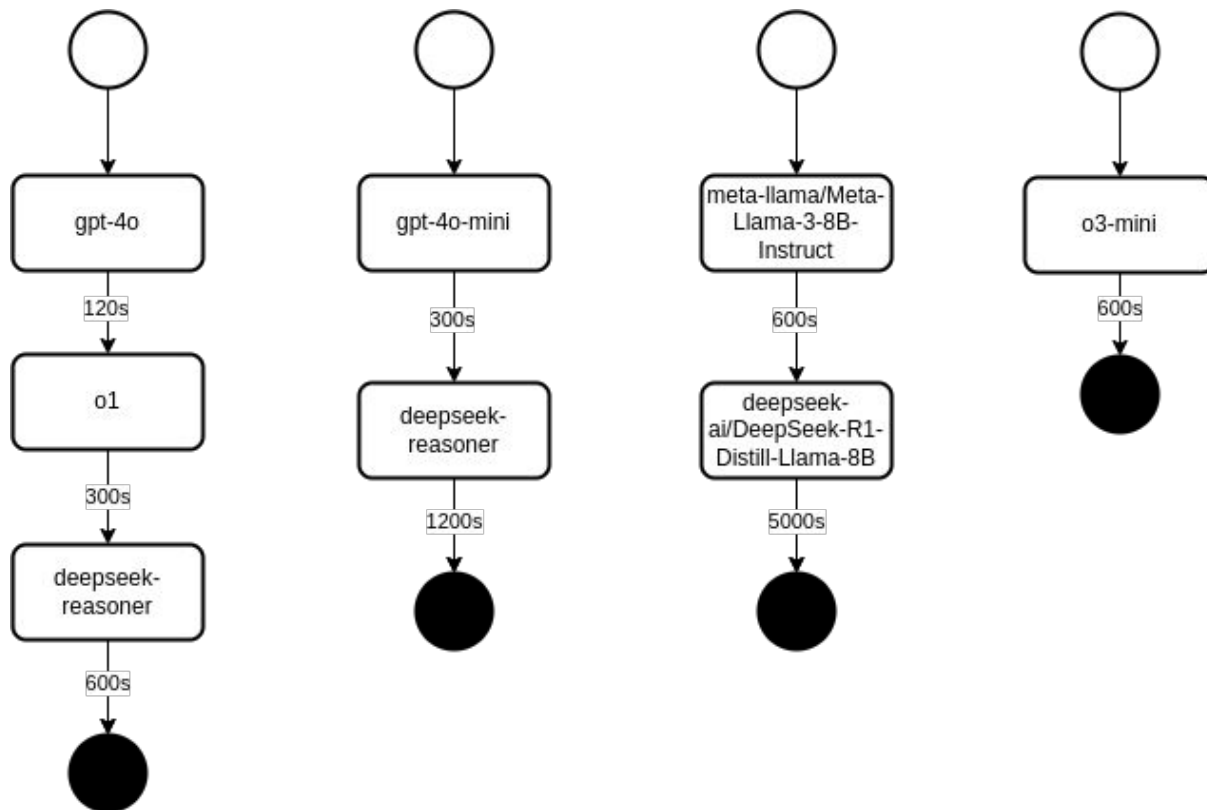 gpt-4o
120s
o1
300s
deepseek-
reasoner
600s
gpt-4o-mini
300s
deepseek-
reasoner
1200s
meta-llama/Meta-
Llama-3-8B-
Instruct
600s
deepseek-
ai/DeepSeek-R1-
Distill-Llama-8B
5000s
o3-mini
600s